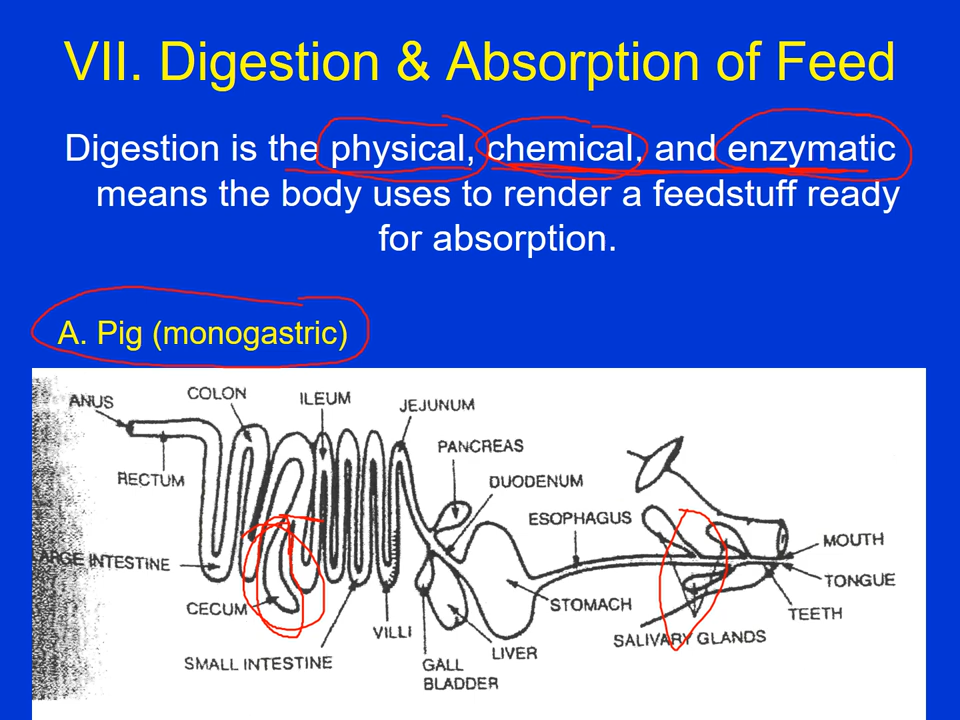 VII. Digestion & Absorption of Feed
Digestion is the physical, chemical, and enzymatic
means the body uses to render a feedstuff ready
for absorption.
A. Pig (monogastric)
ANUS
COLON
ILEUM
JEJUNUM
PANCREAS
RECTUM
DUODENUM
ESOPHAGUS
MOUTH
ARGE INTESTINE
TONGUE
CECUM
STOMACH
TEETH
VILLI
SALIVARY GLANDS
SMALL INTESTINE
LIVER
GALL
BLADDER